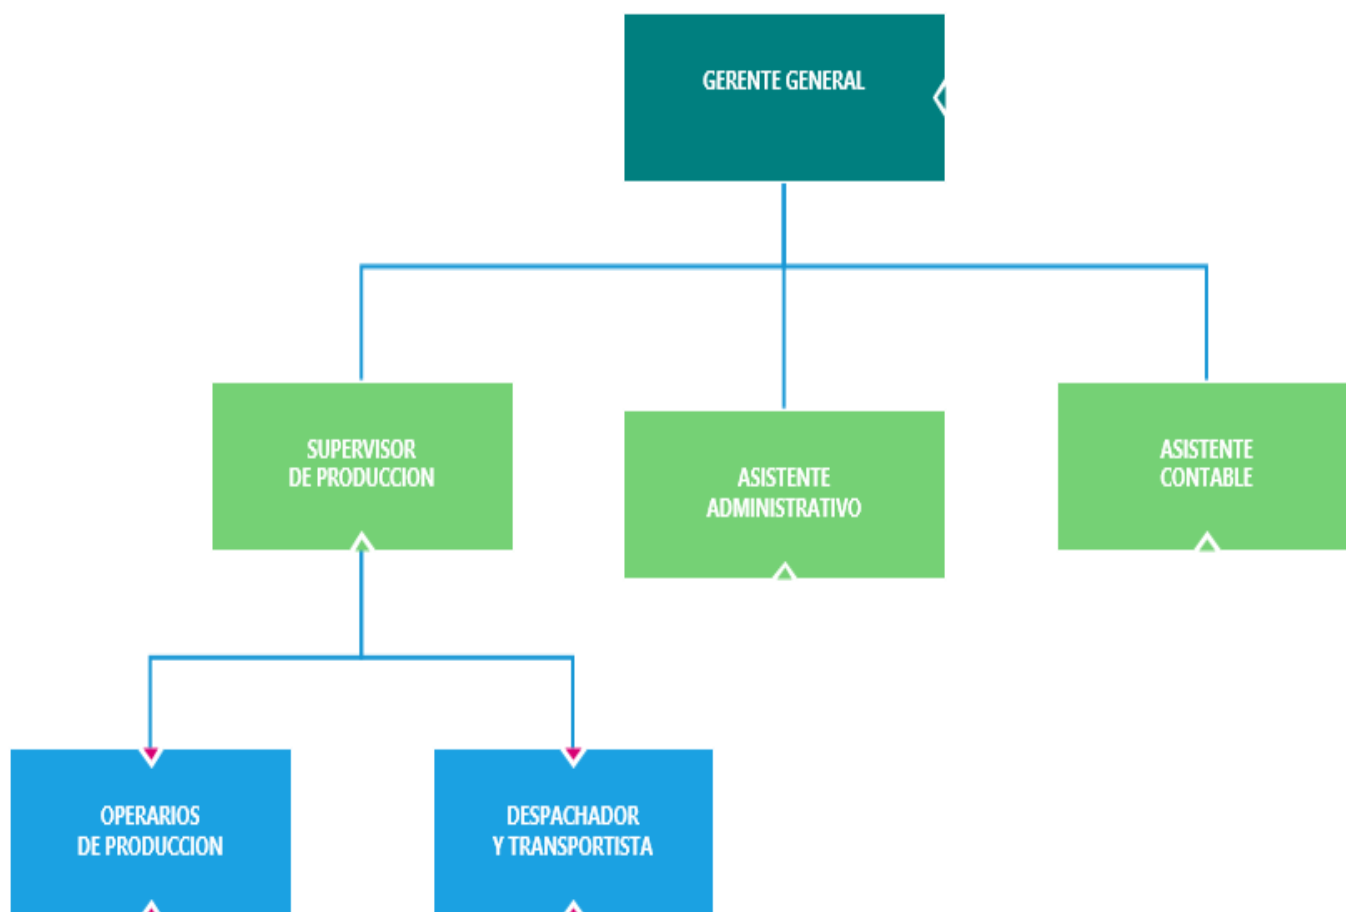 GERENTE GENERAL
SUPERVISOR
DE PRODUCCION
ASISTENTE
ADMINISTRATIVO
ASISTENTE
CONTABLE
OPERARIOS
DE PRODUCCION
DESPACHADOR
Y TRANSPORTISTA